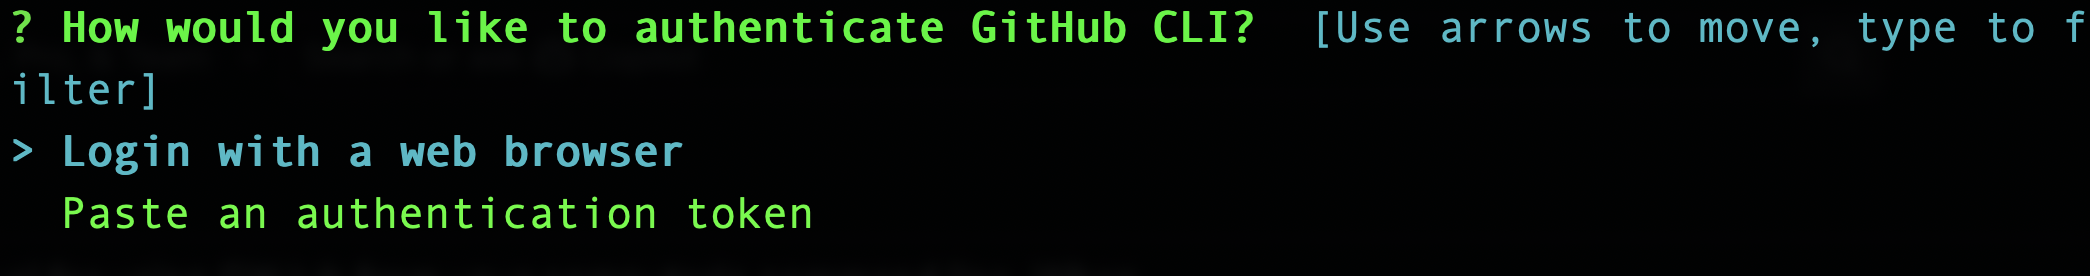 ? How would you like to authenticate GitHub CLI?  [Use arrows to move, type to f
ilter]
> Login with a web browser
  Paste an authentication token